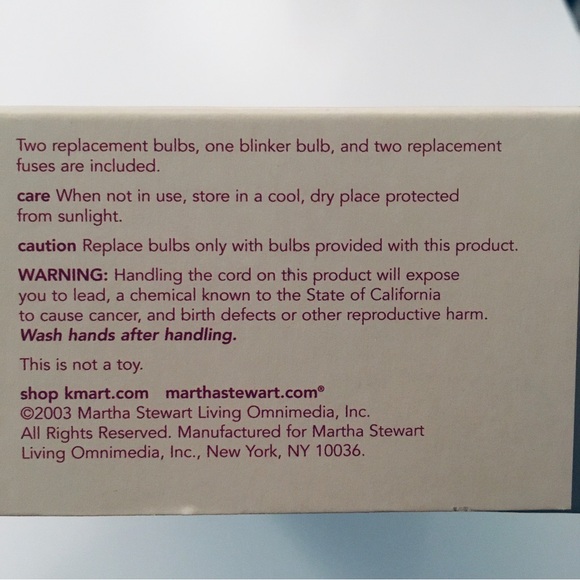 Two replacement bulbs, one blinker bulb, and two replacement
fuses are included.
care When not in use, store in a cool, dry place protected
from sunlight.
caution Replace bulbs only with bulbs provided with this product.
WARNING: Handling the cord on this product will expose
you to lead, a chemical known to the State of California
to cause cancer, and birth defects or other reproductive harm.
Wash hands after handling.
This is not a toy.
shop kmart.com marthastewart.com®
©2003 Martha Stewart Living Omnimedia, Inc.
All Rights Reserved. Manufactured for Martha Stewart
Living Omnimedia, Inc., New York, NY 10036.